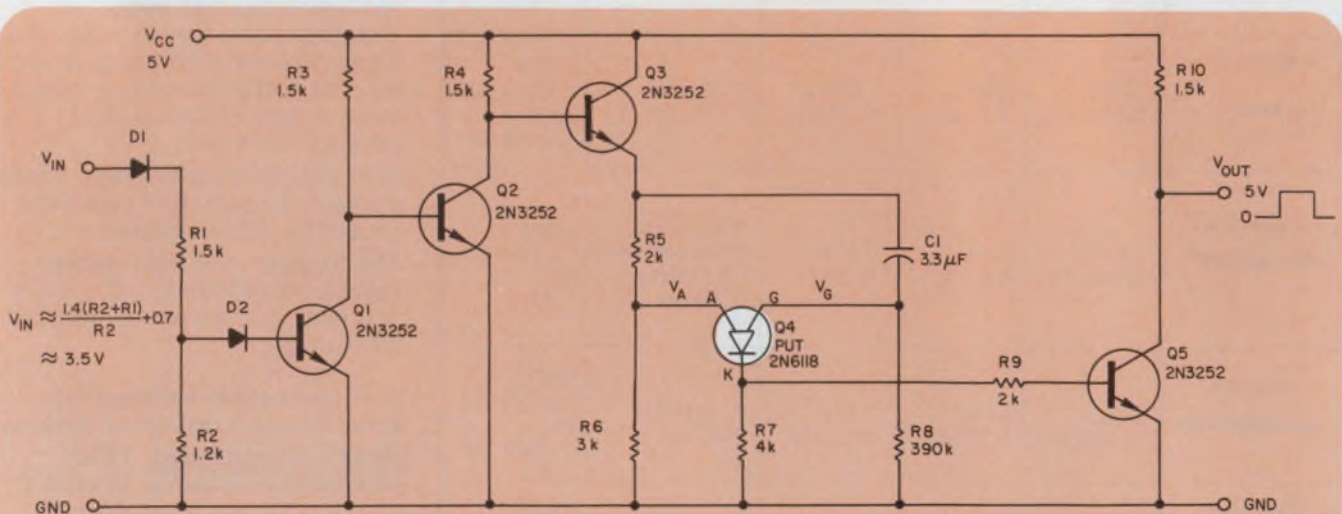 VCC
5V
R3
1.5k
R4
1.5k
Q3
2N3252
R10
1.5k
D1
VIN
VOUT
5V
0
Q2
2N3252
R1
1.5k
R5
2k
C1
3.3µF
VA A G VG
Q4
PUT
2N6118
K
VIN ≈ 1.4(R2+R1)/R2 +0.7
≈ 3.5V
D2
Q1
2N3252
R9
2k
Q5
2N3252
R2
1.2k
R6
3k
R7
4k
R8
390k
GND
GND